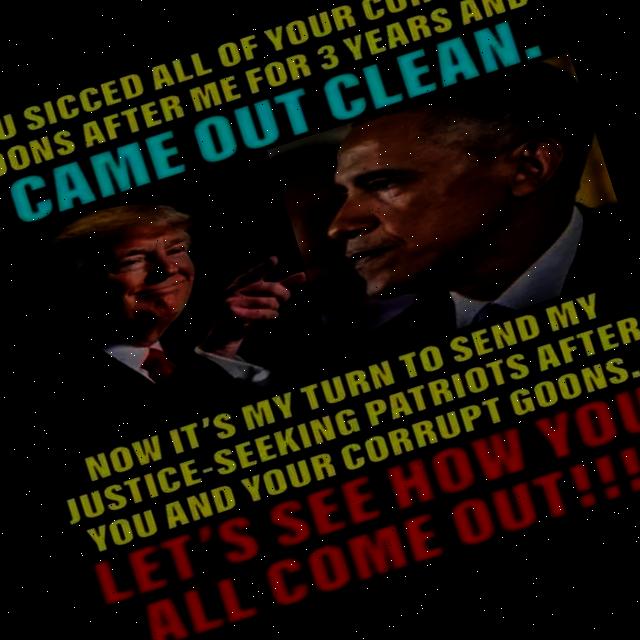 U SICCED ALL OF YOUR
OONS AFTER ME FOR 3 YEARS AND
CAME OUT CLEAN.
NOW IT'S MY TURN TO SEND MY
JUSTICE-SEEKING PATRIOTS AFTER
YOU AND YOUR CORRUPT GOONS.
LET'S SEE HOW YOU
ALL COME OUT!!!